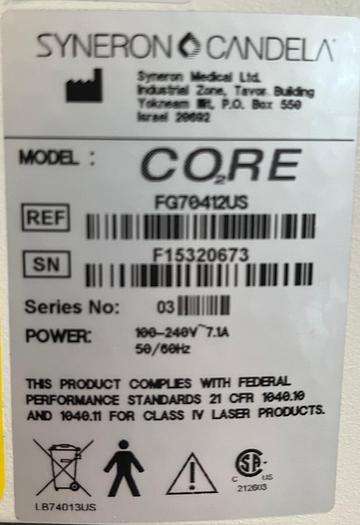 SYNERON CANDELA
Syneron Medical Ltd.
Industrial Zone, Tavor Building
Yokneam Illit, P.O. Box 550
Israel 20692
MODEL : CO2RE
FG70412US
REF
F15320673
SN
Series No: 03
POWER: 100-240V~7.1A
50/60Hz
THIS PRODUCT COMPLIES WITH FEDERAL
PERFORMANCE STANDARDS 21 CFR 1040.10
AND 1040.11 FOR CLASS IV LASER PRODUCTS.
LB74013US
C SA US
212603